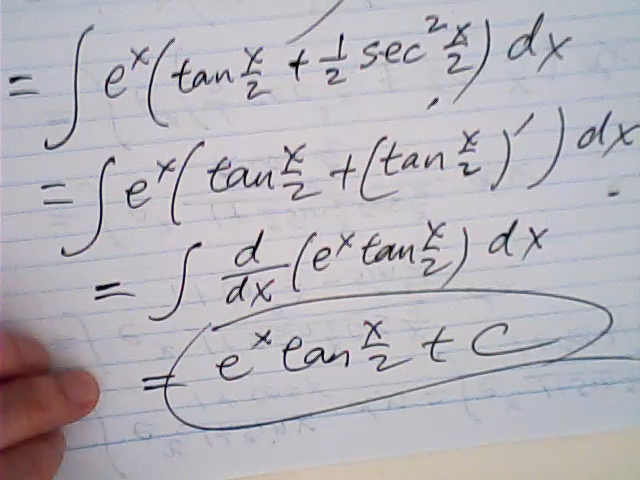 = ∫ e^x (tan x/2 + 1/2 sec^2 x/2) dx
= ∫ e^x (tan x/2 + (tan x/2)') dx
= ∫ d/dx (e^x tan x/2) dx
= e^x tan x/2 + C